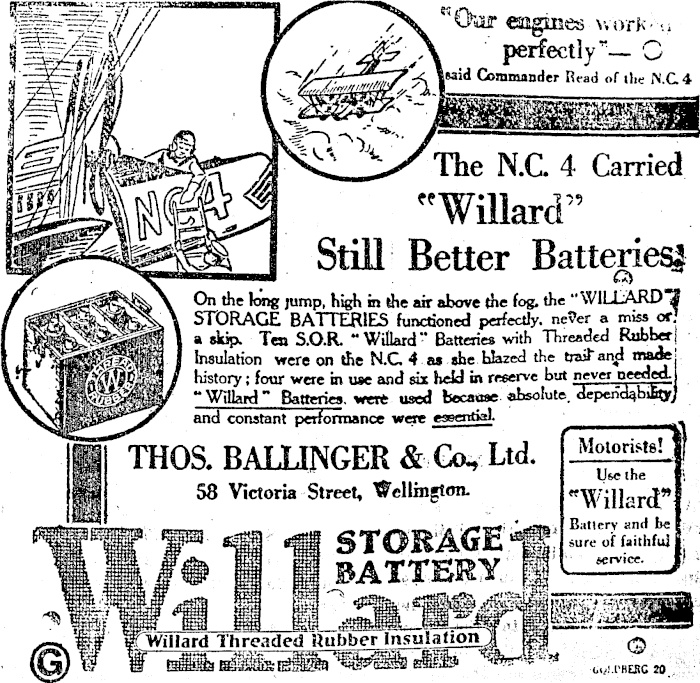 "Our engines worked
perfectly"—
said Commander Read of the N.C. 4
The N.C. 4 Carried
"Willard"
Still Better Batteries
NC 4
On the long jump, high in the air above the fog, the "WILLARD"
STORAGE BATTERIES functioned perfectly, never a miss or
a skip. Ten S.O.R. "Willard" Batteries with Threaded Rubber
Insulation were on the N.C. 4 as she blazed the trail and made
history; four were in use and six held in reserve but never needed.
"Willard" Batteries were used because absolute dependability
and constant performance were essential.
THREADED
W
RUBBER
THOS. BALLINGER & Co., Ltd.
58 Victoria Street, Wellington.
Motorists!
Use the
"Willard"
Battery and be
sure of faithful
service.
STORAGE
BATTERY
Willard
Willard Threaded Rubber Insulation
G
GOLDBERG 20